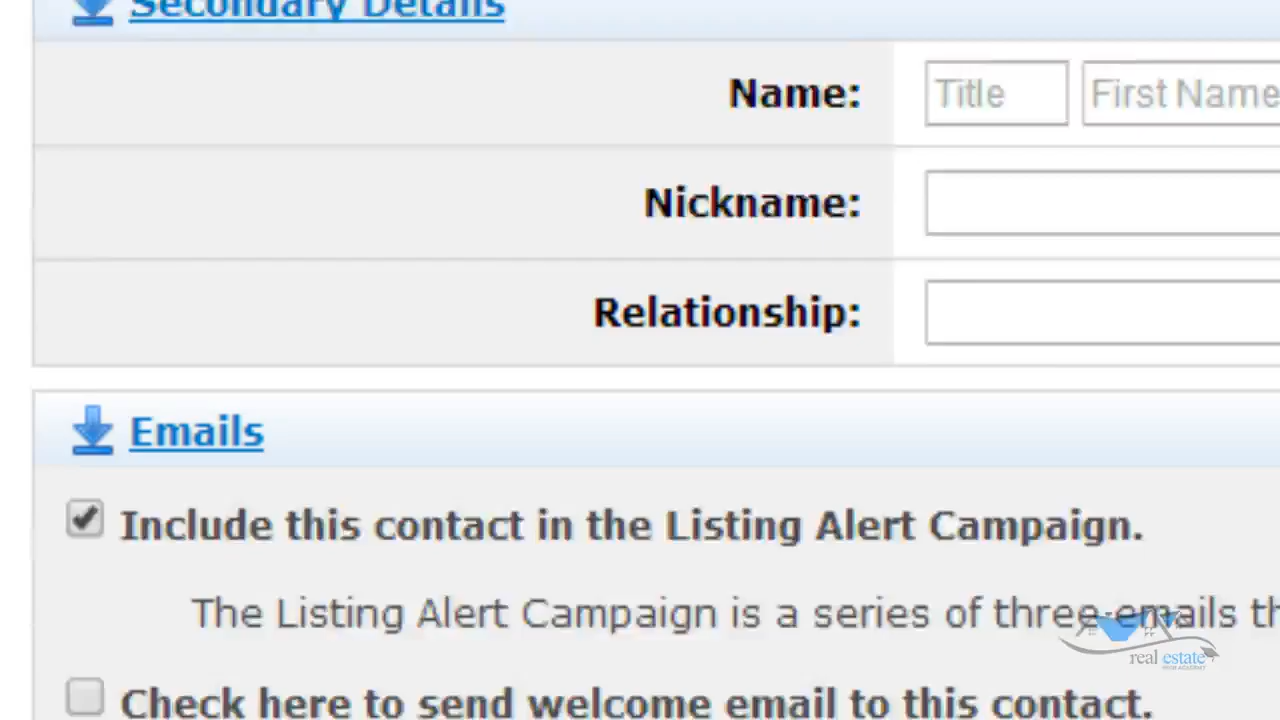 Secondary Details
Name: Title First Name
Nickname:
Relationship:
Emails
Include this contact in the Listing Alert Campaign.
The Listing Alert Campaign is a series of three emails th
Check here to send welcome email to this contact.
real estate